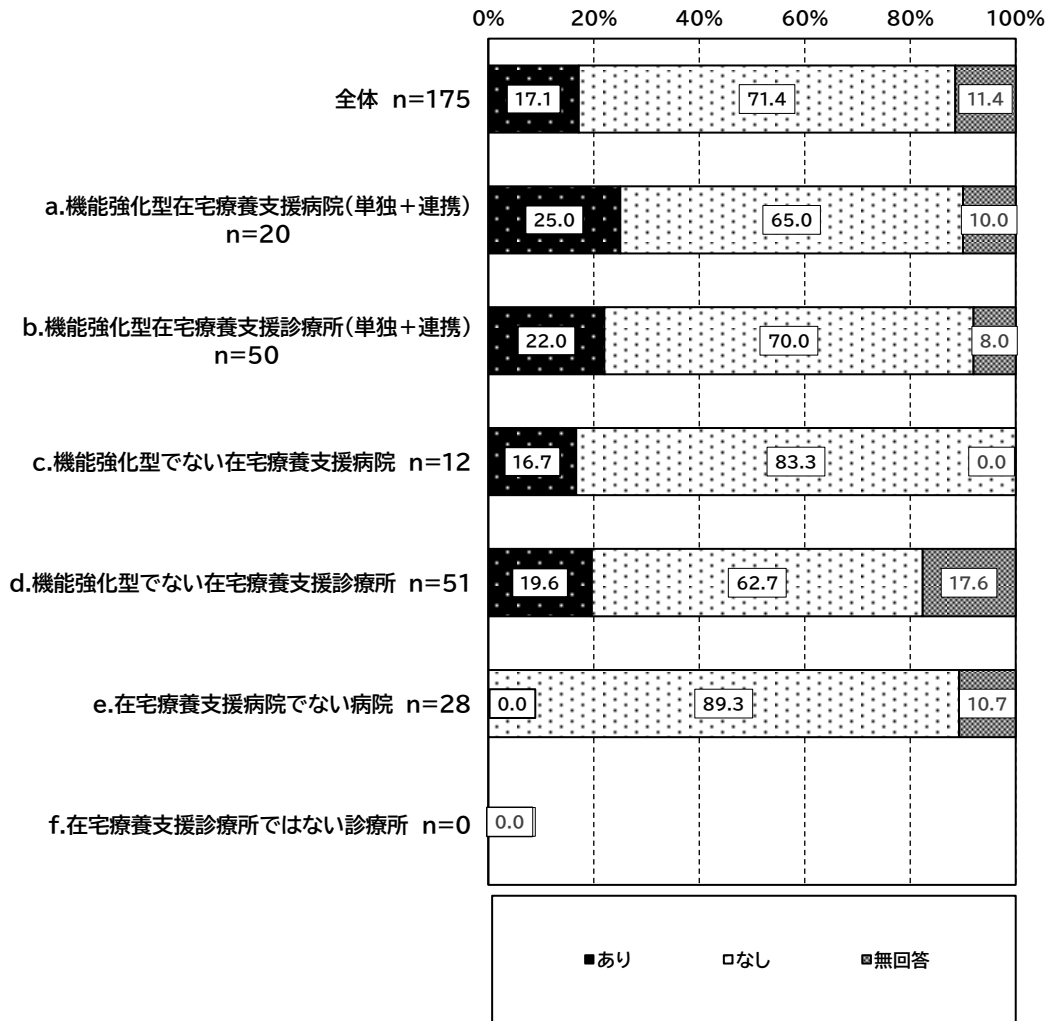 0% 20% 40% 60% 80% 100%
全体 n=175 17.1 71.4 11.4
a.機能強化型在宅療養支援病院(単独+連携)
n=20 25.0 65.0 10.0
b.機能強化型在宅療養支援診療所(単独+連携)
n=50 22.0 70.0 8.0
c.機能強化型でない在宅療養支援病院 n=12 16.7 83.3 0.0
d.機能強化型でない在宅療養支援診療所 n=51 19.6 62.7 17.6
e.在宅療養支援病院でない病院 n=28 0.0 89.3 10.7
f.在宅療養支援診療所ではない診療所 n=0 0.0
あり なし 無回答